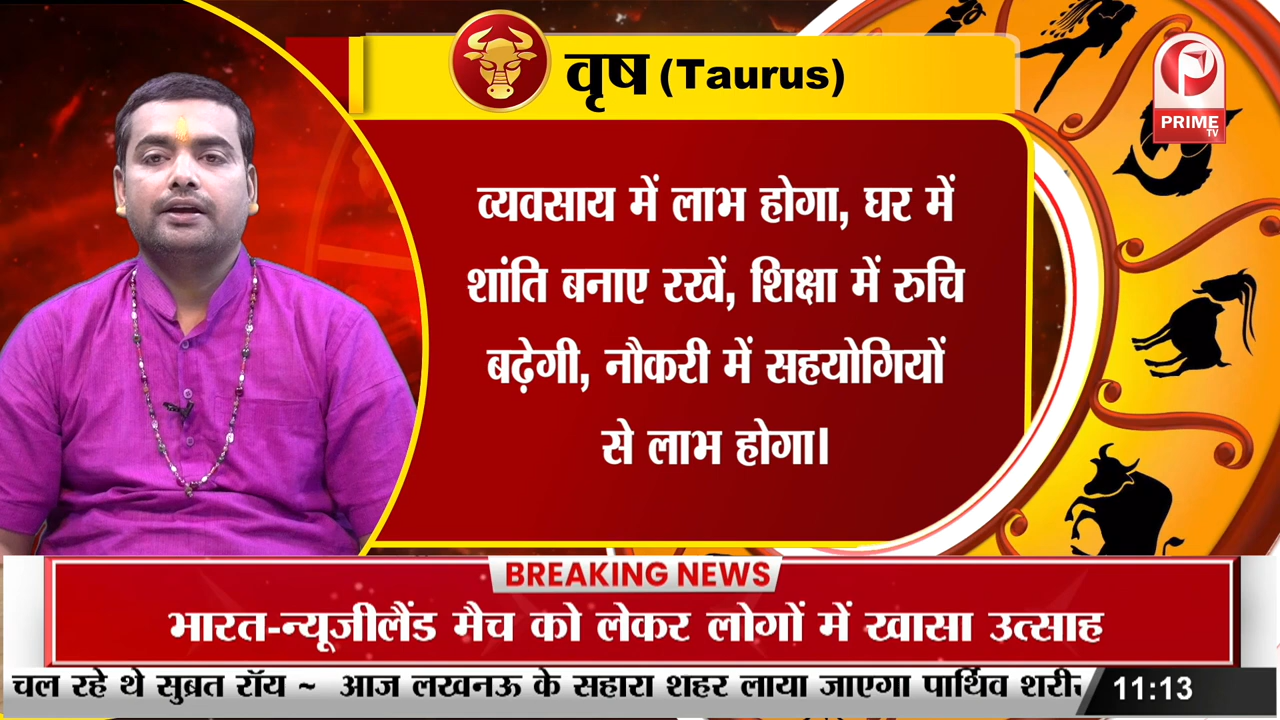 वृष (Taurus)
PRIME
TV
व्यवसाय में लाभ होगा, घर में
शांति बनाए रखें, शिक्षा में रुचि
बढ़ेगी, नौकरी में सहयोगियों
से लाभ होगा।
BREAKING NEWS
भारत-न्यूजीलैंड मैच को लेकर लोगों में खासा उत्साह
चल रहे थे सुब्रत रॉय ~ आज लखनऊ के सहारा शहर लाया जाएगा पार्थिव शरीर
11:13